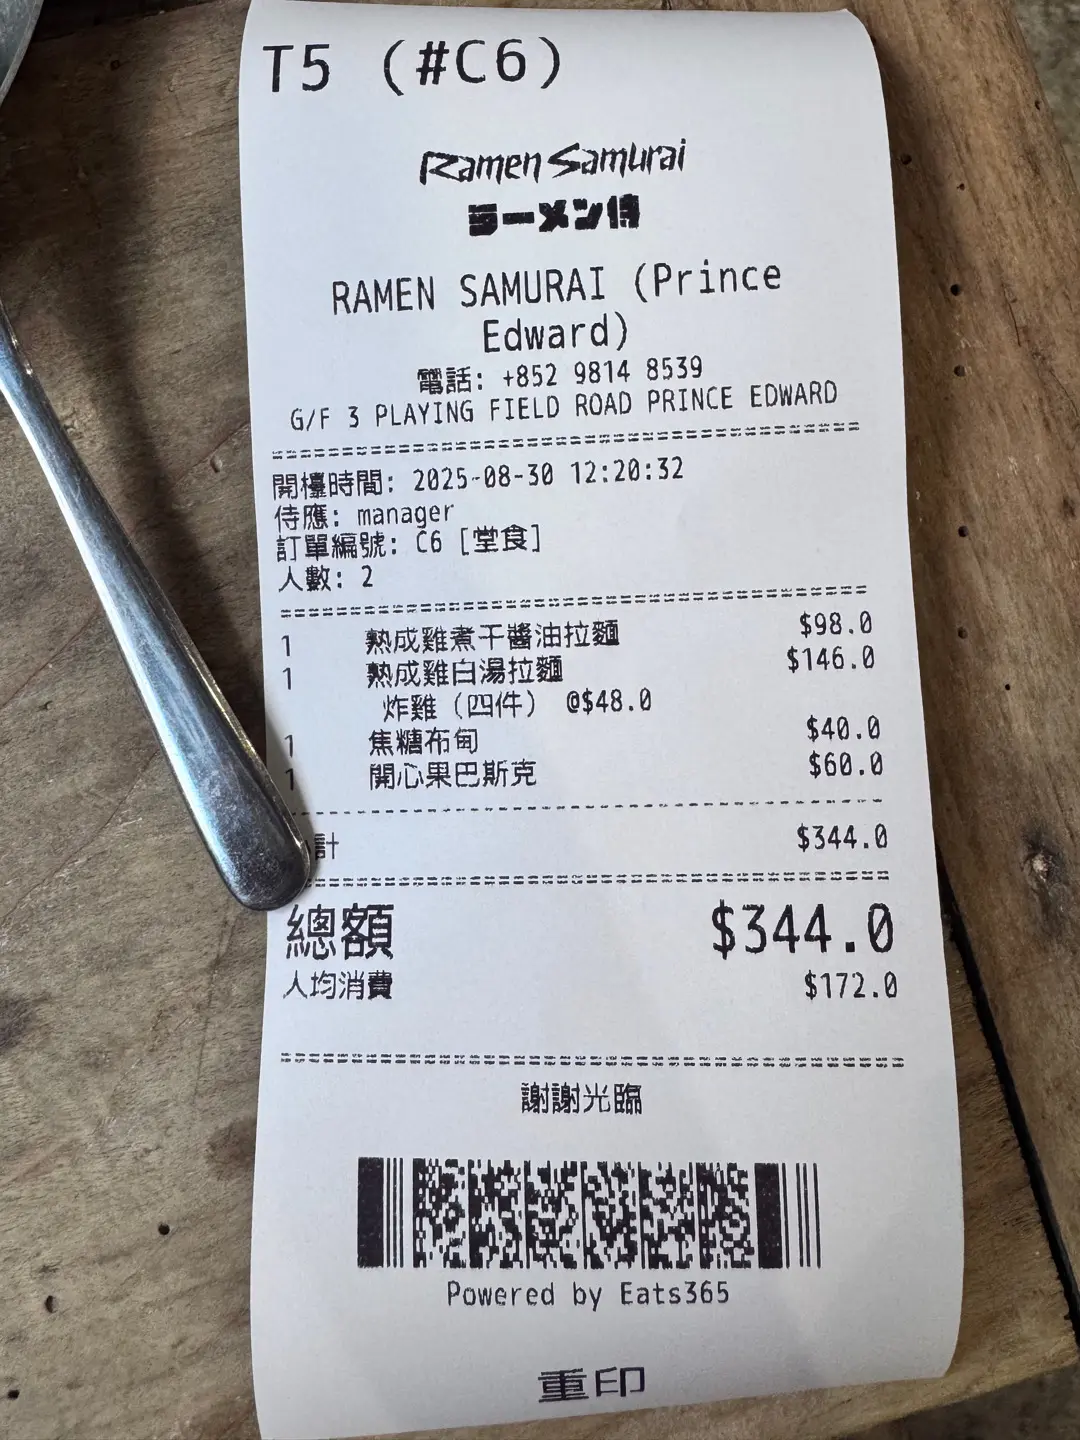 T5 (#C6)
Ramen Samurai
ラーメン侍
RAMEN SAMURAI (Prince
Edward)
電話: +852 9814 8539
G/F 3 PLAYING FIELD ROAD PRINCE EDWARD
開檯時間: 2025-08-30 12:20:32
侍應: manager
訂單編號: C6 [堂食]
人數: 2
1 熟成雞煮干醬油拉麵 $98.0
1 熟成雞白湯拉麵 $146.0
炸雞 (四件) @$48.0
1 焦糖布甸 $40.0
1 開心果巴斯克 $60.0
計 $344.0
總額 $344.0
人均消費 $172.0
謝謝光臨
Powered by Eats365
重印